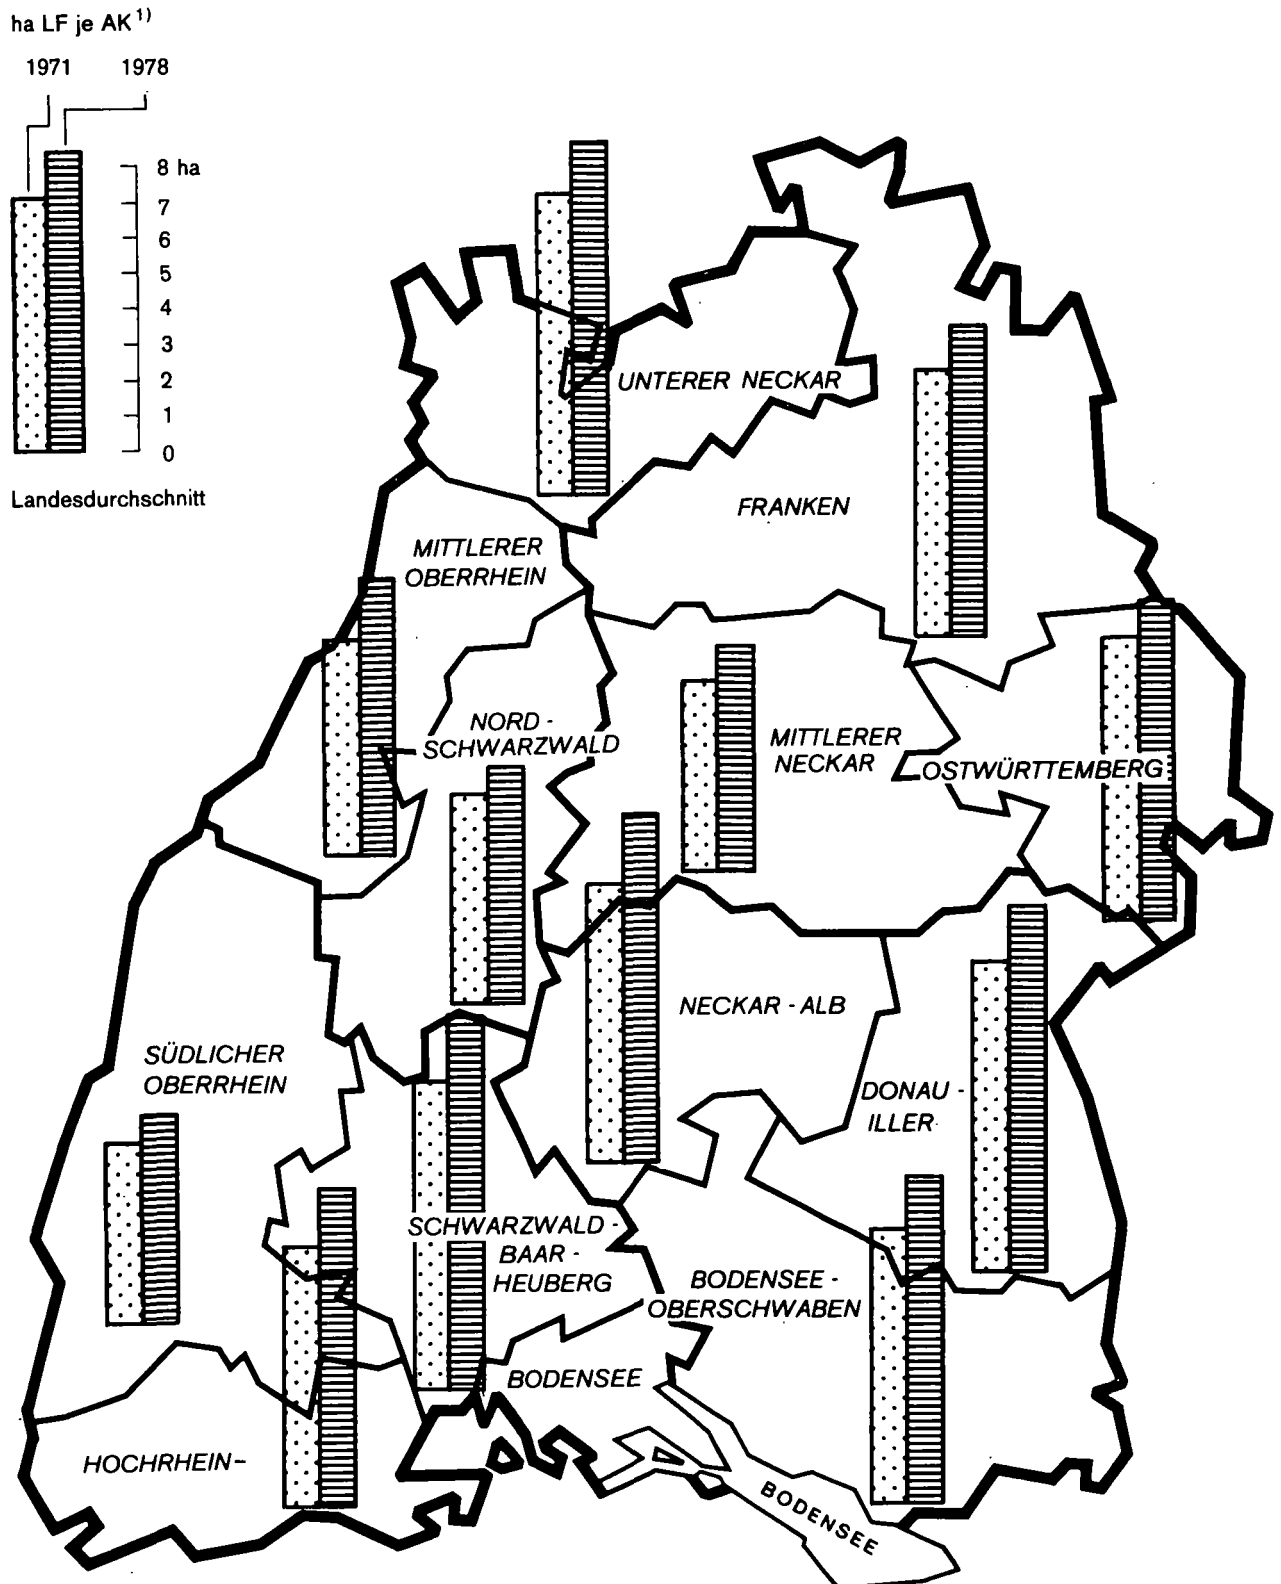 ha LF je AK 1)
1971 1978
8 ha
7
6
5
4
3
2
1
0
Landesdurchschnitt
UNTERER NECKAR
FRANKEN
MITTLERER
OBERRHEIN
NORD-
SCHWARZWALD
MITTLERER
NECKAR
OSTWÜRTTEMBERG
NECKAR - ALB
SÜDLICHER
OBERRHEIN
DONAU -
ILLER
SCHWARZWALD -
BAAR -
HEUBERG
BODENSEE -
OBERSCHWABEN
BODENSEE
HOCHRHEIN-
BODENSEE